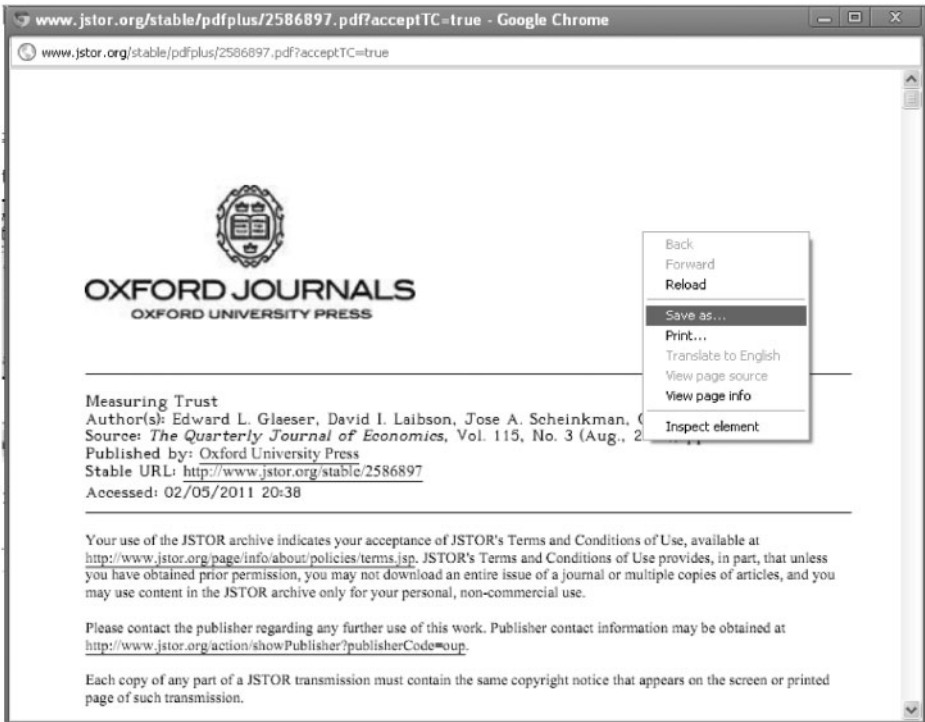 www.jstor.org/stable/pdfplus/2586897.pdf?acceptTC=true - Google Chrome
www.jstor.org/stable/pdfplus/2586897.pdf?acceptTC=true
OXFORD JOURNALS
OXFORD UNIVERSITY PRESS
Back
Forward
Reload
Save as...
Print...
Translate to English
View page source
View page info
Inspect element
Measuring Trust
Author(s): Edward L. Glaeser, David I. Laibson, Jose A. Scheinkman,
Source: The Quarterly Journal of Economics, Vol. 115, No. 3 (Aug., 2
Published by: Oxford University Press
Stable URL: http://www.jstor.org/stable/2586897
Accessed: 02/05/2011 20:38
Your use of the JSTOR archive indicates your acceptance of JSTOR's Terms and Conditions of Use, available at
http://www.jstor.org/page/info/about/policies/terms.jsp. JSTOR's Terms and Conditions of Use provides, in part, that unless
you have obtained prior permission, you may not download an entire issue of a journal or multiple copies of articles, and you
may use content in the JSTOR archive only for your personal, non-commercial use.
Please contact the publisher regarding any further use of this work. Publisher contact information may be obtained at
http://www.jstor.org/action/showPublisher?publisherCode=oup.
Each copy of any part of a JSTOR transmission must contain the same copyright notice that appears on the screen or printed
page of such transmission.